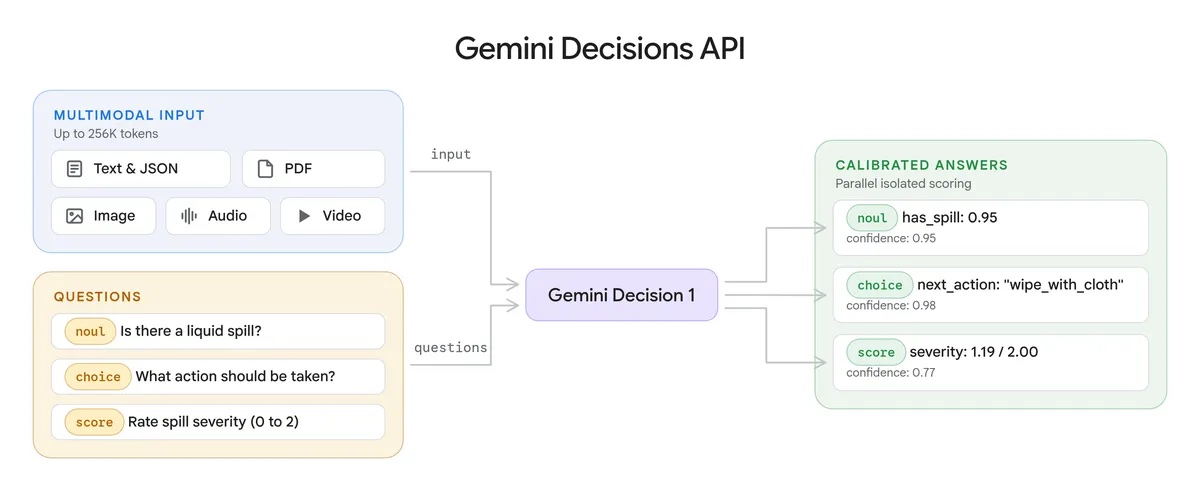 Gemini Decisions API
MULTIMODAL INPUT
Up to 256K tokens
Text & JSON
PDF
Image
Audio
Video
QUESTIONS
noul Is there a liquid spill?
choice What action should be taken?
score Rate spill severity (0 to 2)
input
questions
Gemini Decision 1
CALIBRATED ANSWERS
Parallel isolated scoring
noul has_spill: 0.95
confidence: 0.95
choice next_action: "wipe_with_cloth"
confidence: 0.98
score severity: 1.19 / 2.00
confidence: 0.77